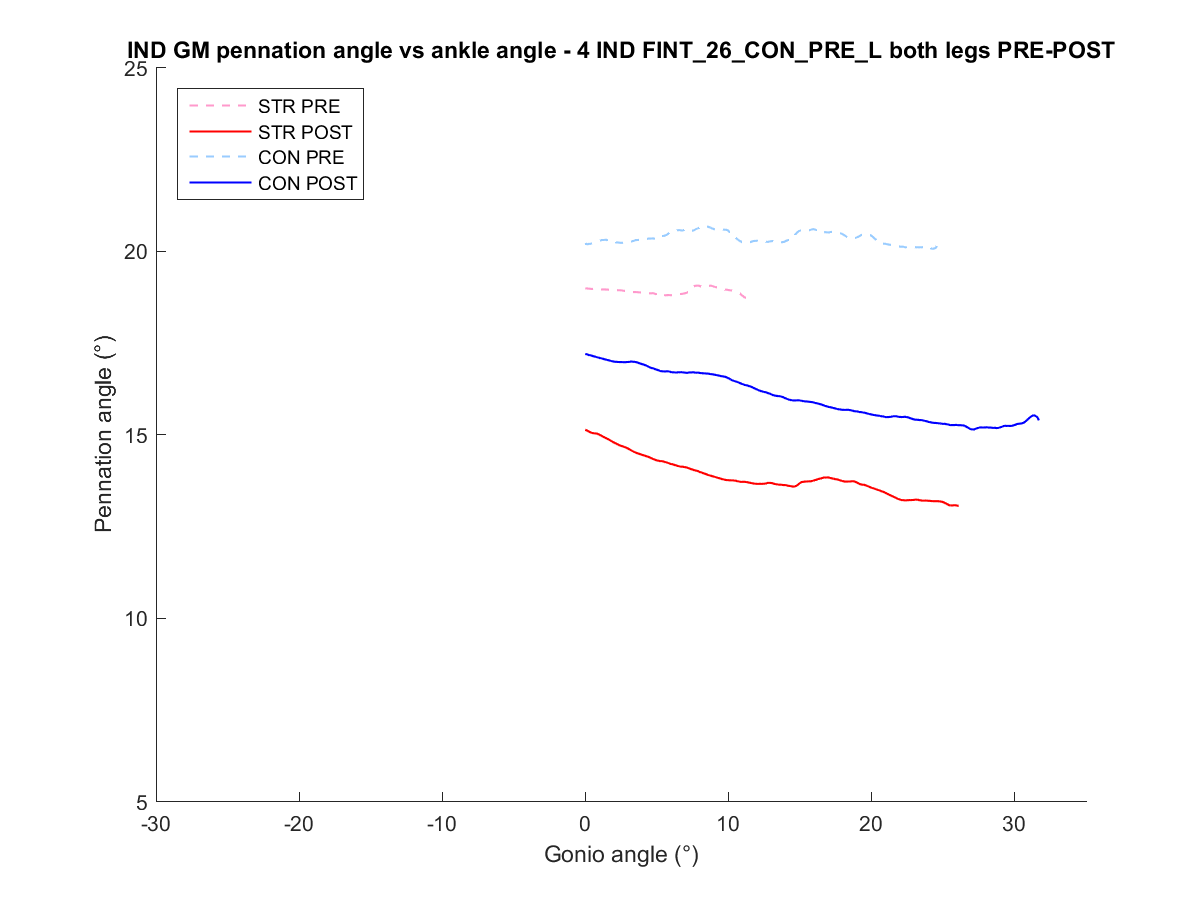 IND GM pennation angle vs ankle angle - 4 IND FINT_26_CON_PRE_L both legs PRE-POST
25
STR PRE
STR POST
CON PRE
CON POST
20
15
10
5
Pennation angle (°)
-30 -20 -10 0 10 20 30
Gonio angle (°)